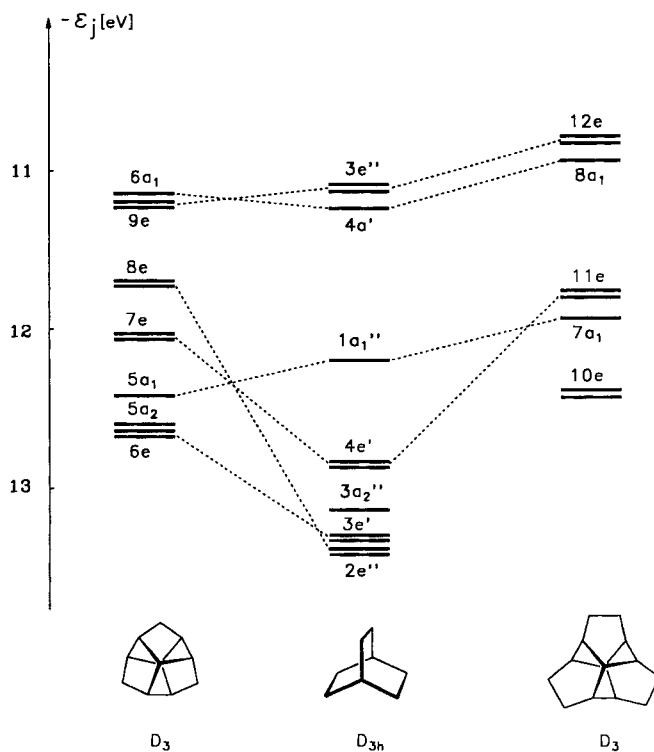 -ε_j [eV]
11
12
13
6a₁
9e
8e
7e
5a₁
5a₂
6e
3e''
4a'
1a₁''
4e'
3a₂''
3e'
2e''
12e
8a₁
11e
7a₁
10e
D₃
D₃ₕ
D₃